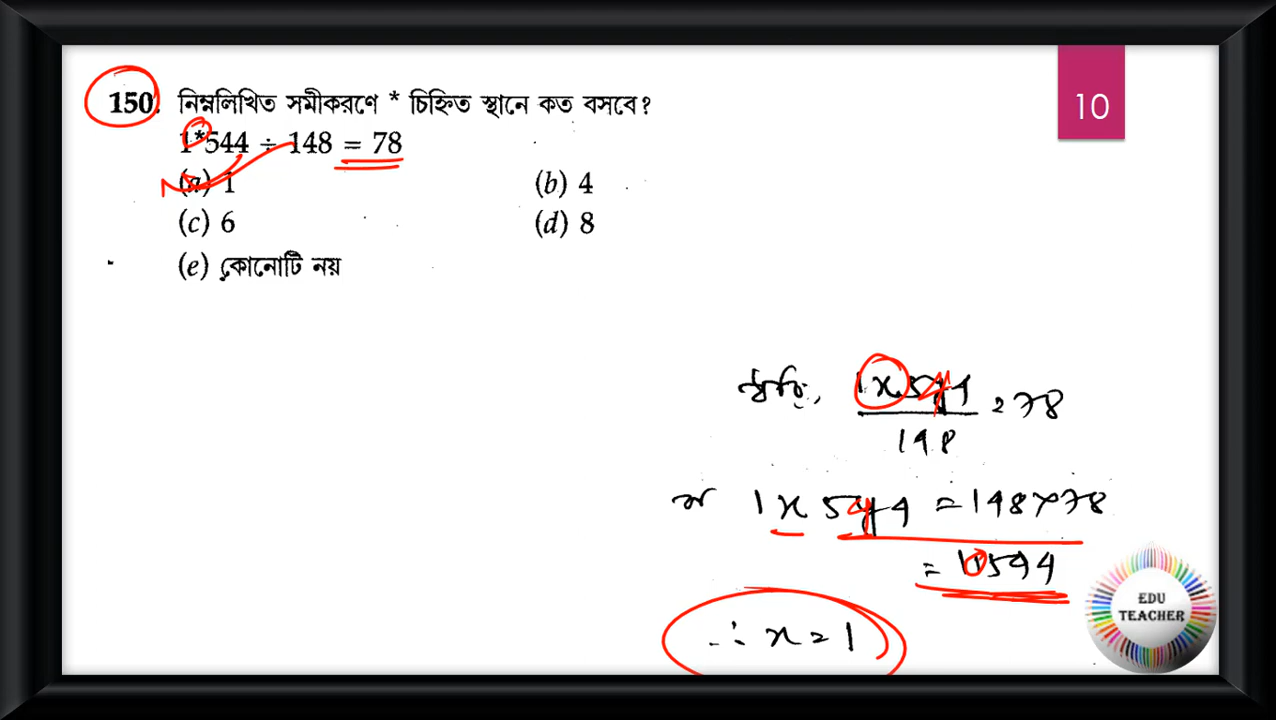 150. নিম্নলিখিত সমীকরণে * চিহ্নিত স্থানে কত বসবে?
10
1*544 ÷ 148 = 78
(a) 1
(b) 4
(c) 6
(d) 8
(e) কোনোটি নয়
ধরি, 1x544
148
= 78
বা 1x544 = 148 × 78
= 11544
∴ x = 1
EDU
TEACHER